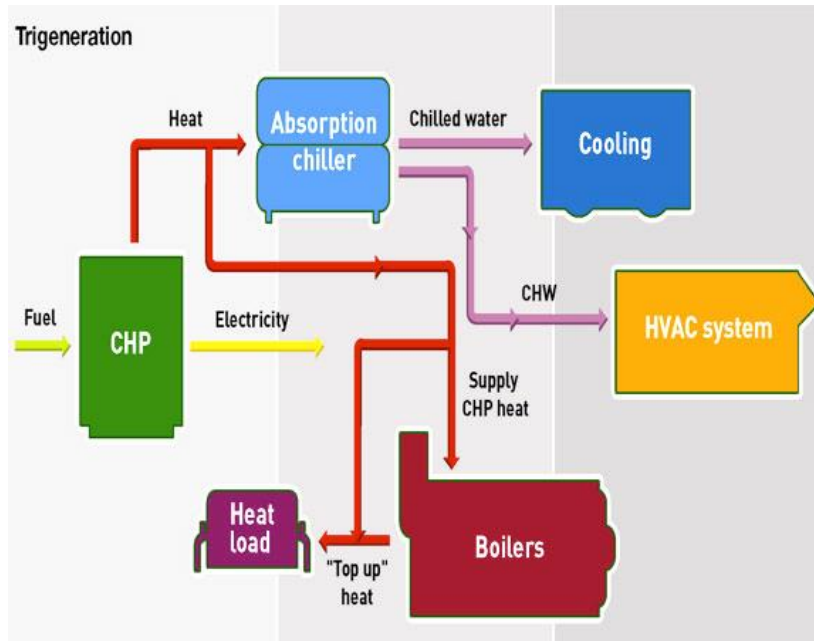 Trigeneration
Heat
Absorption
chiller
Chilled water
Cooling
Fuel
CHP
Electricity
CHW
HVAC system
Supply
CHP heat
Heat
load
"Top up"
heat
Boilers